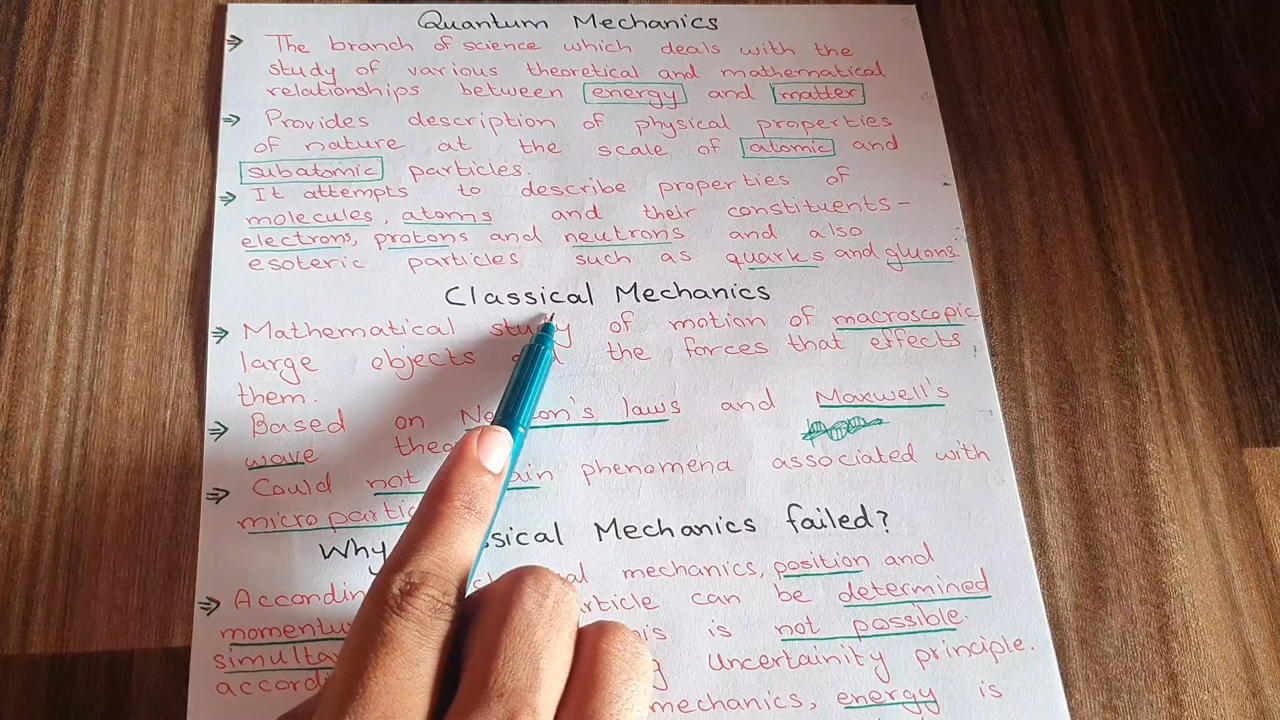 Quantum Mechanics
⇒ The branch of science which deals with the
study of various theoretical and mathematical
relationships between energy and matter
⇒ Provides description of physical properties
of nature at the scale of atomic and
subatomic particles.
⇒ It attempts to describe properties of
molecules, atoms and their constituents-
electrons, protons and neutrons and also
esoteric particles such as quarks and gluons.
Classical Mechanics
⇒ Mathematical study of motion of macroscopic
large objects the forces that effects
them.
⇒ Based on laws and Maxwell's
wave
⇒ Could not phenomena associated with
Why Mechanics failed?
⇒ mechanics, position and
can be determined
is not possible.
Uncertainity principle.
mechanics, energy is